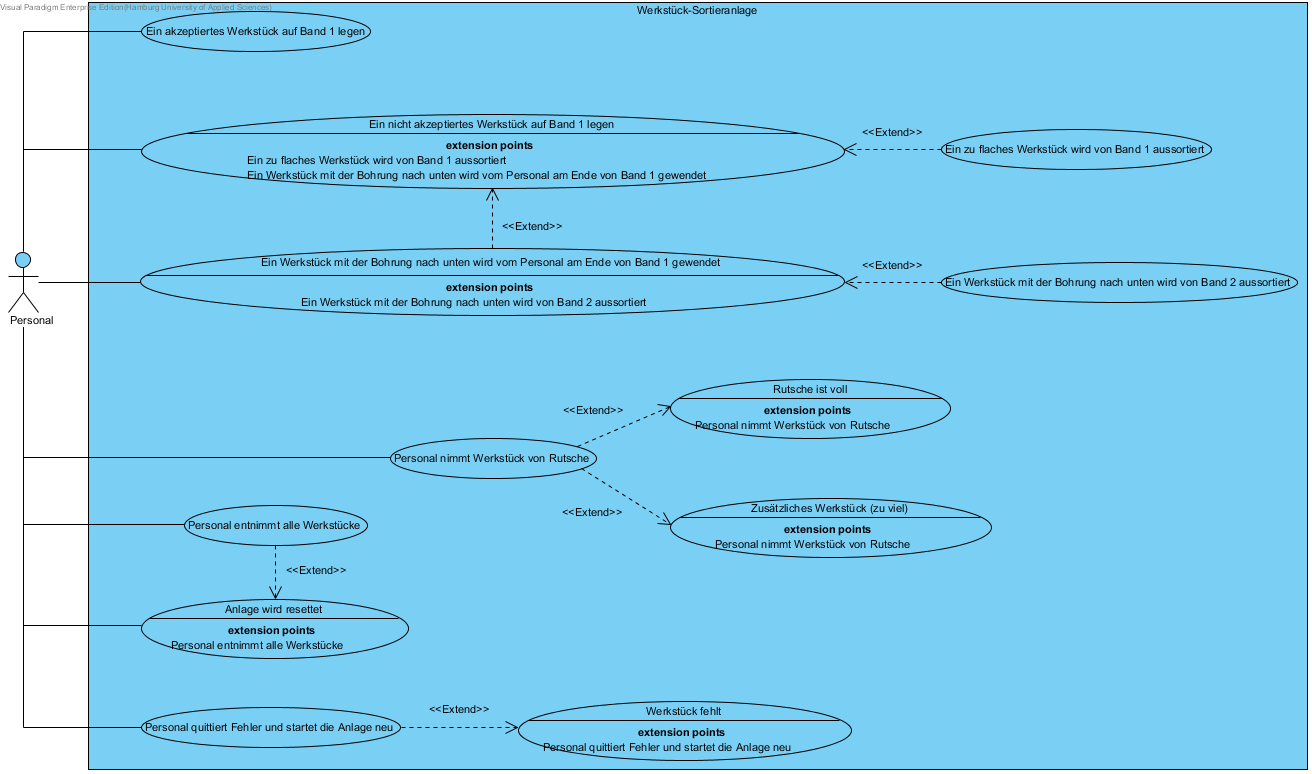 Visual Paradigm Enterprise Edition(Hamburg University of Applied Sciences)
Werkstück-Sortieranlage
Ein akzeptiertes Werkstück auf Band 1 legen
Ein nicht akzeptiertes Werkstück auf Band 1 legen
extension points
Ein zu flaches Werkstück wird von Band 1 aussortiert
Ein Werkstück mit der Bohrung nach unten wird vom Personal am Ende von Band 1 gewendet
<<Extend>>
Ein zu flaches Werkstück wird von Band 1 aussortiert
<<Extend>>
Ein Werkstück mit der Bohrung nach unten wird vom Personal am Ende von Band 1 gewendet
extension points
Ein Werkstück mit der Bohrung nach unten wird von Band 2 aussortiert
<<Extend>>
Ein Werkstück mit der Bohrung nach unten wird von Band 2 aussortiert
Personal
Rutsche ist voll
extension points
Personal nimmt Werkstück von Rutsche
<<Extend>>
Personal nimmt Werkstück von Rutsche
<<Extend>>
Zusätzliches Werkstück (zu viel)
extension points
Personal nimmt Werkstück von Rutsche
Personal entnimmt alle Werkstücke
<<Extend>>
Anlage wird resettet
extension points
Personal entnimmt alle Werkstücke
Personal quittiert Fehler und startet die Anlage neu
<<Extend>>
Werkstück fehlt
extension points
Personal quittiert Fehler und startet die Anlage neu